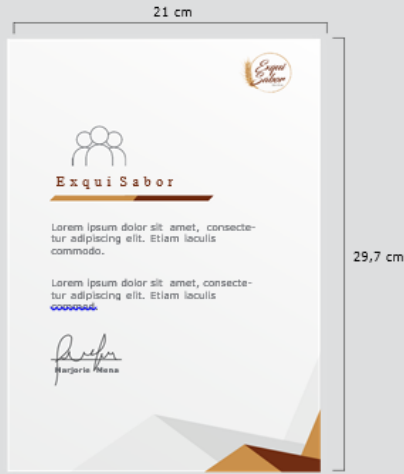 21 cm
Exqui
Sabor
Exqui Sabor
Lorem ipsum dolor sit amet, consecte-
tur adipiscing elit. Etiam iaculis
commodo.
Lorem ipsum dolor sit amet, consecte-
tur adipiscing elit. Etiam iaculis
commod.
Marjorie Mena
29,7 cm